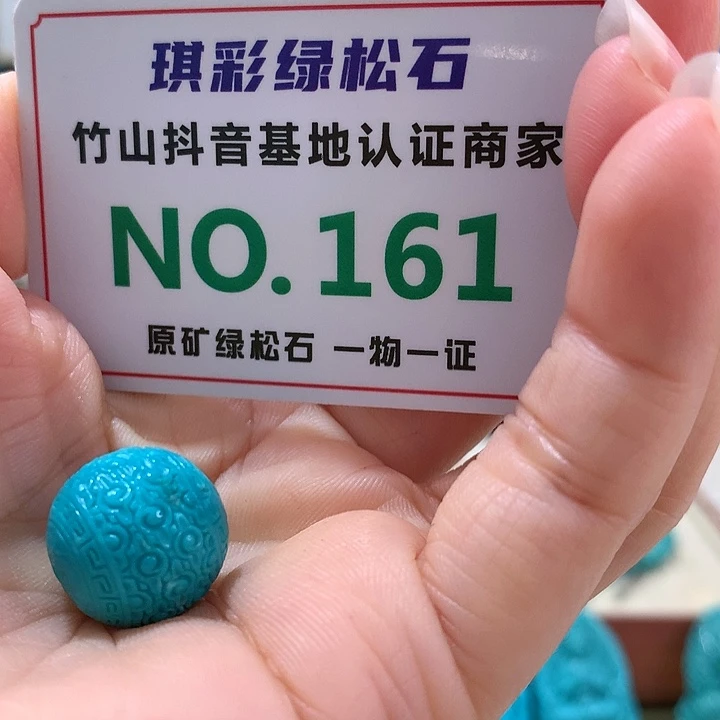 琪彩绿松石
竹山抖音基地认证商家
NO.161
原矿绿松石 一物一证